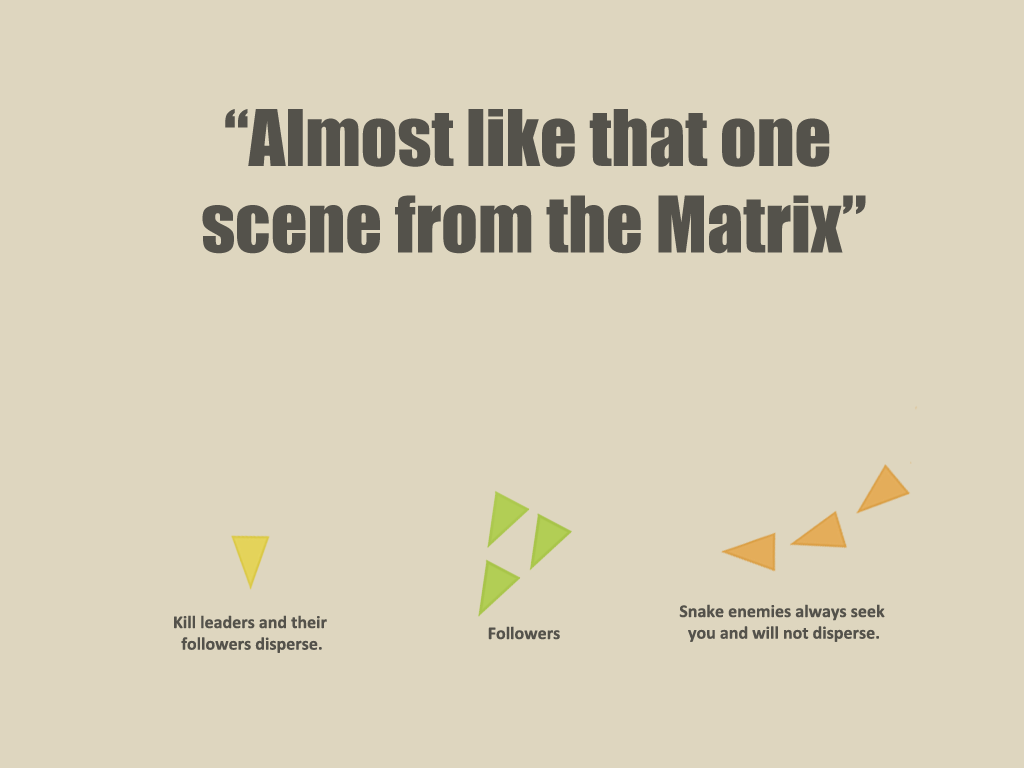 “Almost like that one
scene from the Matrix”
Kill leaders and their
followers disperse.
Followers
Snake enemies always seek
you and will not disperse.